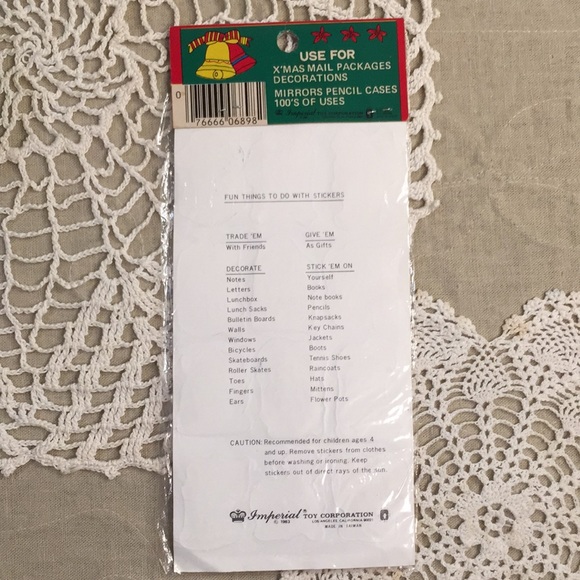 USE FOR
X'MAS MAIL PACKAGES
DECORATIONS
MIRRORS PENCIL CASES
100'S OF USES
0
76666 06898
FUN THINGS TO DO WITH STICKERS
TRADE 'EM
With Friends
GIVE 'EM
As Gifts
DECORATE
Notes
Letters
Lunchbox
Lunch Sacks
Bulletin Boards
Walls
Windows
Bicycles
Skateboards
Roller Skates
Toes
Fingers
Ears
STICK 'EM ON
Yourself
Books
Note books
Pencils
Knapsacks
Key Chains
Jackets
Boots
Tennis Shoes
Raincoats
Hats
Mittens
Flower Pots
CAUTION: Recommended for children ages 4
and up. Remove stickers from clothes
before washing or ironing. Keep
stickers out of direct rays of the sun.
Imperial® TOY CORPORATION
© 1983 LOS ANGELES, CALIFORNIA
MADE IN TAIWAN